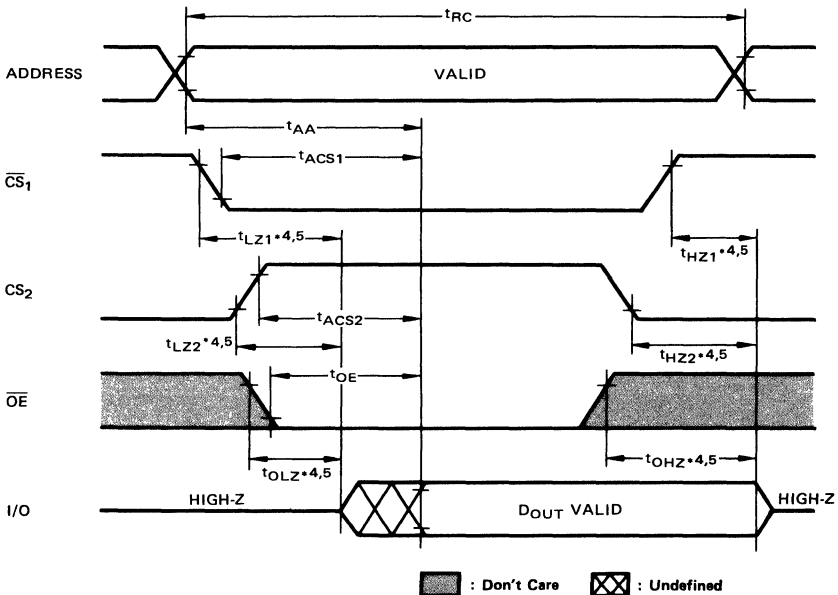 tRC
ADDRESS
VALID
tAA
tACS1
CS1
tLZ1*4,5
tHZ1*4,5
CS2
tACS2
tLZ2*4,5
tHZ2*4,5
tOE
OE
tOLZ*4,5
tOHZ*4,5
HIGH-Z
HIGH-Z
I/O
DOUT VALID
: Don't Care
: Undefined